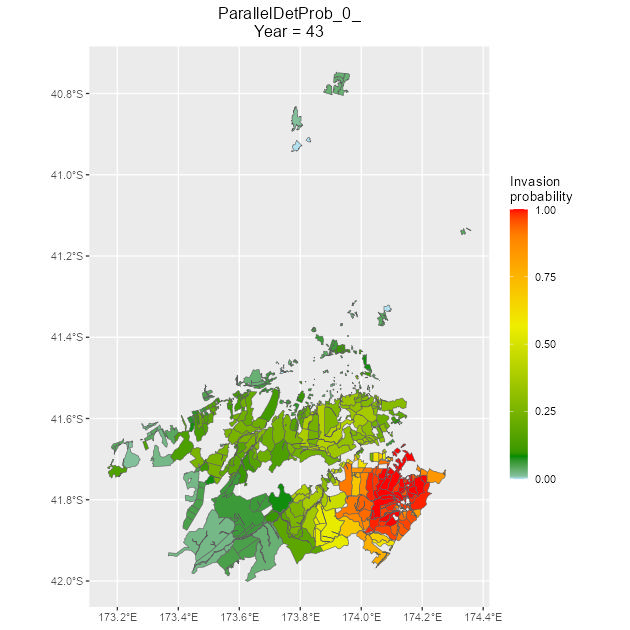 ParallelDetProb_0_
Year = 43
40.8°S
41.0°S
41.2°S
41.4°S
41.6°S
41.8°S
42.0°S
173.2°E 173.4°E 173.6°E 173.8°E 174.0°E 174.2°E 174.4°E
Invasion
probability
1.00
0.75
0.50
0.25
0.00